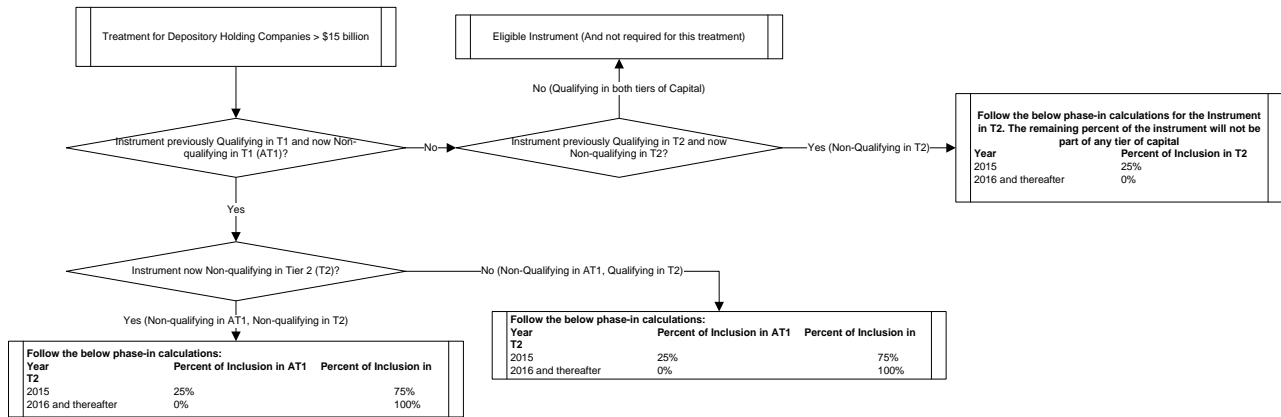 Treatment for Depository Holding Companies > $15 billion
Eligible Instrument (And not required for this treatment)
No (Qualifying in both tiers of Capital)
Instrument previously Qualifying in T1 and now Non-
qualifying in T1 (AT1)?
No
Instrument previously Qualifying in T2 and now
Non-Qualifying in T2?
Yes (Non-Qualifying in T2)
Follow the below phase-in calculations for the Instrument
in T2. The remaining percent of the instrument will not be
part of any tier of capital
Year Percent of Inclusion in T2
2015 25%
2016 and thereafter 0%
Yes
Instrument now Non-qualifying in Tier 2 (T2)?
No (Non-Qualifying in AT1, Qualifying in T2)
Yes (Non-qualifying in AT1, Non-qualifying in T2)
Follow the below phase-in calculations:
Year Percent of Inclusion in AT1 Percent of Inclusion in
T2
2015 25% 75%
2016 and thereafter 0% 100%
Follow the below phase-in calculations:
Year Percent of Inclusion in AT1 Percent of Inclusion in
T2
2015 25% 75%
2016 and thereafter 0% 100%